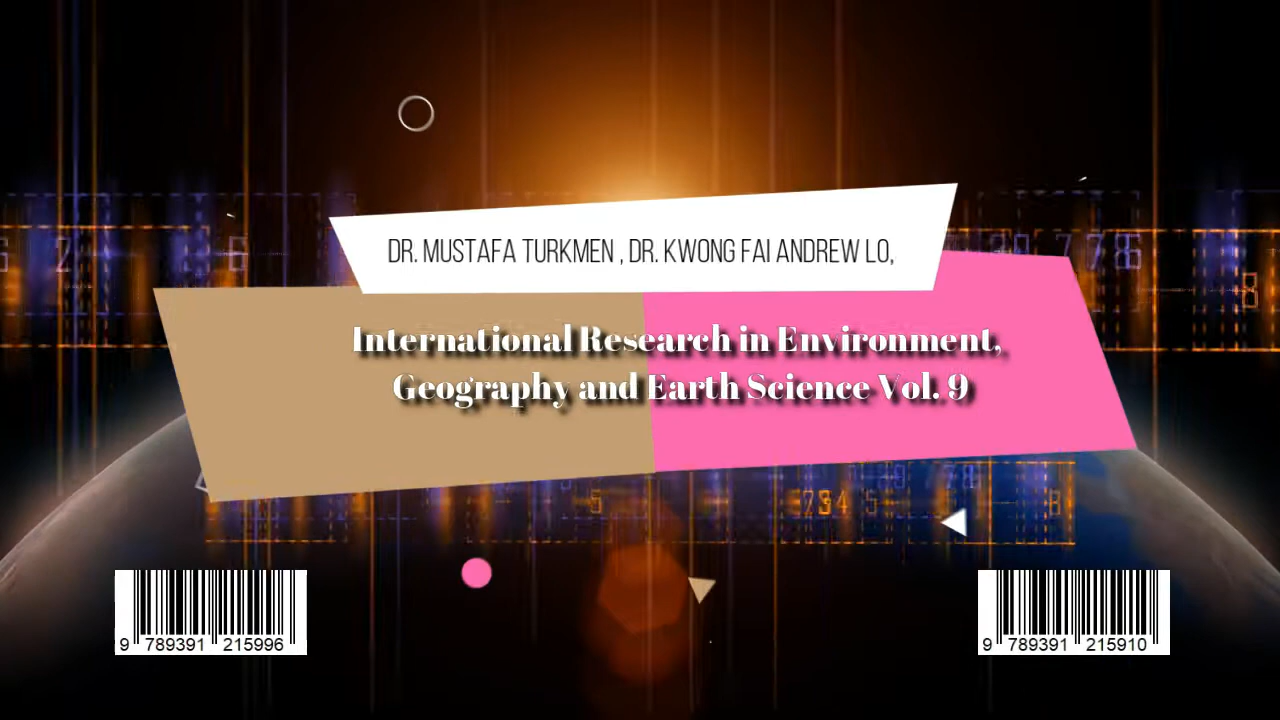 DR. MUSTAFA TURKMEN , DR. KWONG FAI ANDREW LO,
International Research in Environment,
Geography and Earth Science Vol. 9
9 789391 215996
9 789391 215910